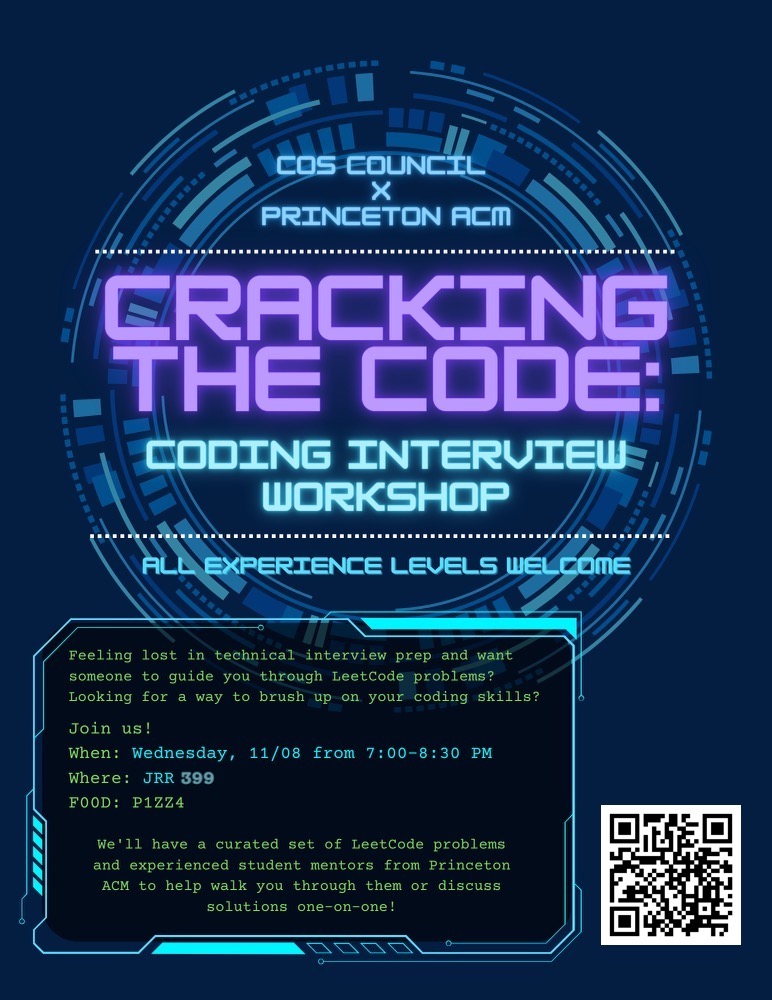 COS COUNCIL
X
PRINCETON ACM
CRACKING
THE CODE:
CODING INTERVIEW
WORKSHOP
ALL EXPERIENCE LEVELS WELCOME
Feeling lost in technical interview prep and want
someone to guide you through LeetCode problems?
Looking for a way to brush up on your coding skills?
Join us!
When: Wednesday, 11/08 from 7:00-8:30 PM
Where: JRR 399
F00D: P1ZZ4
We'll have a curated set of LeetCode problems
and experienced student mentors from Princeton
ACM to help walk you through them or discuss
solutions one-on-one!